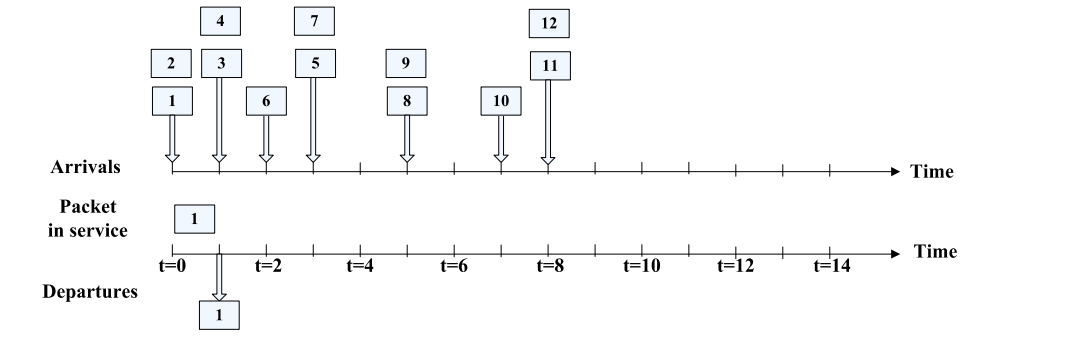 4 7 12
2 3 5 9 11
1 6 8 10
Arrivals Time
Packet
in service
1
Time
t=0 t=2 t=4 t=6 t=8 t=10 t=12 t=14
Departures
1